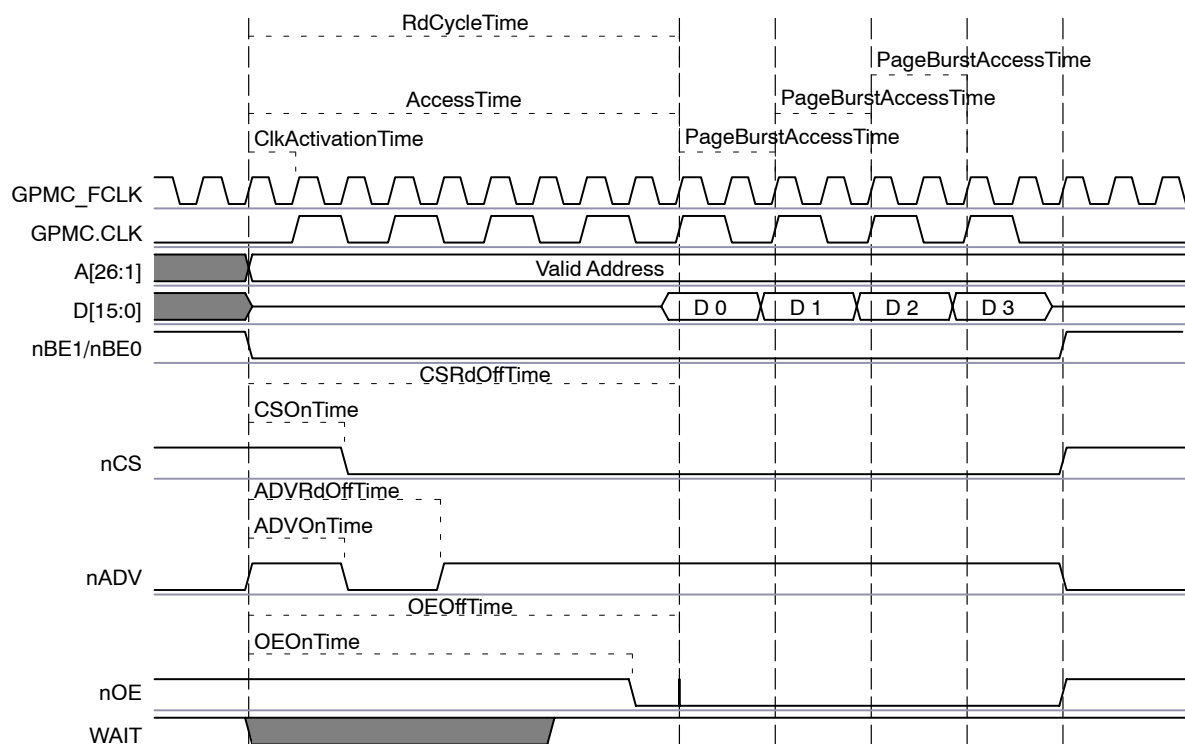 RdCycleTime
PageBurstAccessTime
AccessTime
PageBurstAccessTime
ClkActivationTime
PageBurstAccessTime
GPMC_FCLK
GPMC.CLK
A[26:1]
Valid Address
D[15:0]
D 0
D 1
D 2
D 3
nBE1/nBE0
CSRdOffTime
CSOnTime
nCS
ADVRdOffTime
ADVOnTime
nADV
OEOffTime
OEOnTime
nOE
WAIT